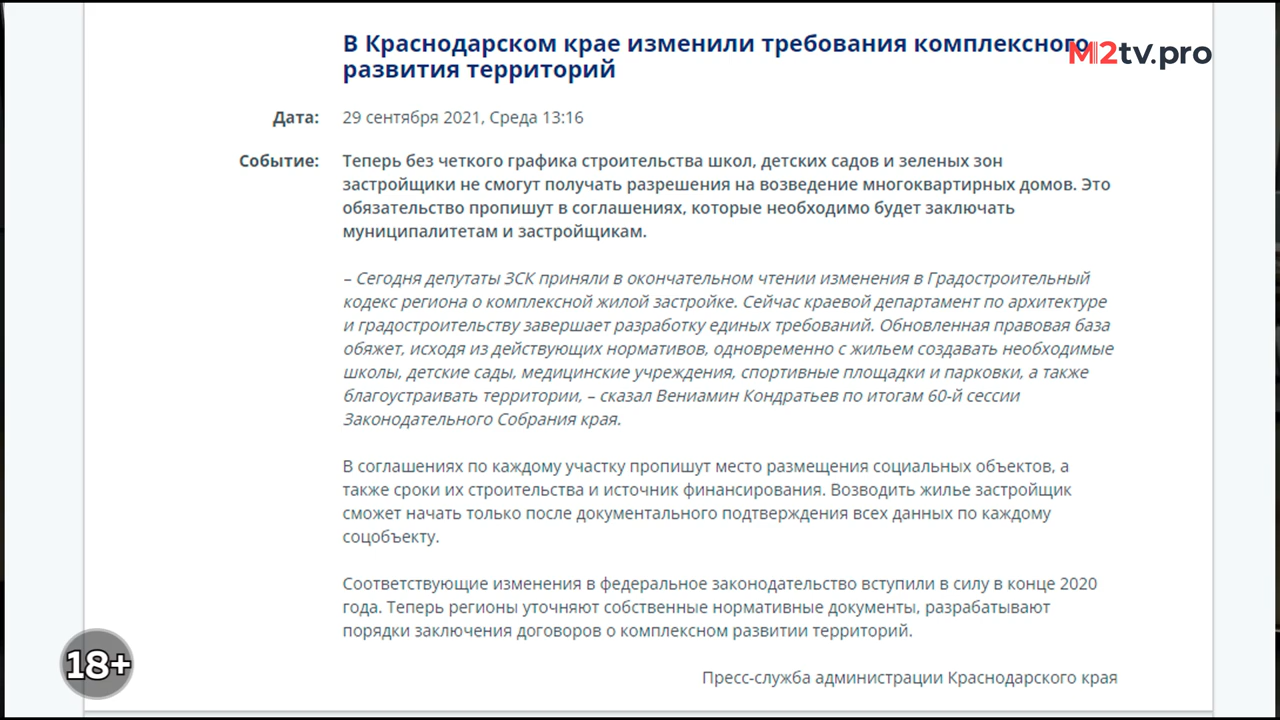 В Краснодарском крае изменили требования комплексного
M2tv.pro
развития территорий
Дата: 29 сентября 2021, Среда 13:16
Событие: Теперь без четкого графика строительства школ, детских садов и зеленых зон
застройщики не смогут получать разрешения на возведение многоквартирных домов. Это
обязательство пропишут в соглашениях, которые необходимо будет заключать
муниципалитетам и застройщикам.
– Сегодня депутаты ЗСК приняли в окончательном чтении изменения в Градостроительный
кодекс региона о комплексной жилой застройке. Сейчас краевой департамент по архитектуре
и градостроительству завершает разработку единых требований. Обновленная правовая база
обяжет, исходя из действующих нормативов, одновременно с жильем создавать необходимые
школы, детские сады, медицинские учреждения, спортивные площадки и парковки, а также
благоустраивать территории, – сказал Вениамин Кондратьев по итогам 60-й сессии
Законодательного Собрания края.
В соглашениях по каждому участку пропишут место размещения социальных объектов, а
также сроки их строительства и источник финансирования. Возводить жилье застройщик
сможет начать только после документального подтверждения всех данных по каждому
соцобъекту.
Соответствующие изменения в федеральное законодательство вступили в силу в конце 2020
года. Теперь регионы уточняют собственные нормативные документы, разрабатывают
порядки заключения договоров о комплексном развитии территорий.
18+
Пресс-служба администрации Краснодарского края